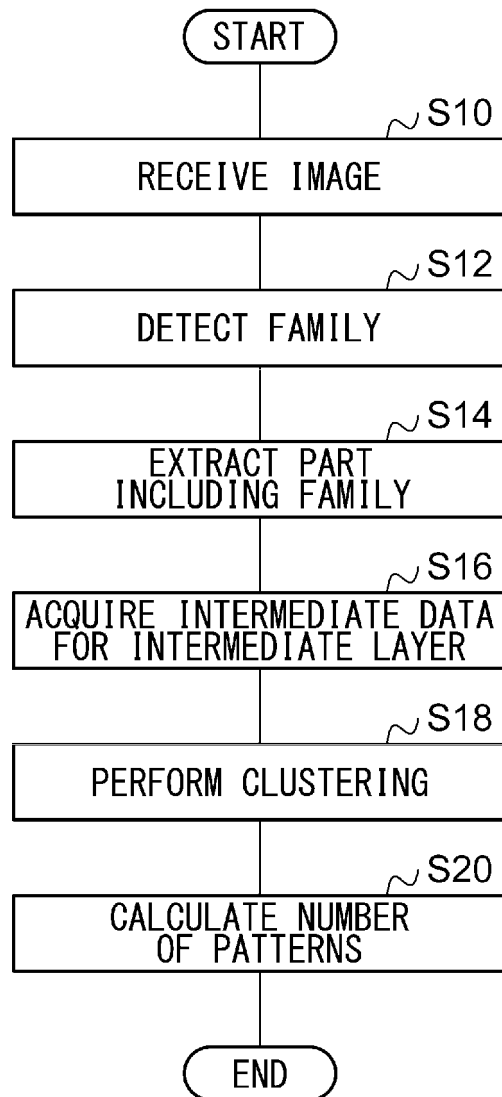 START
S10
RECEIVE IMAGE
S12
DETECT FAMILY
S14
EXTRACT PART
INCLUDING FAMILY
S16
ACQUIRE INTERMEDIATE DATA
FOR INTERMEDIATE LAYER
S18
PERFORM CLUSTERING
S20
CALCULATE NUMBER
OF PATTERNS
END